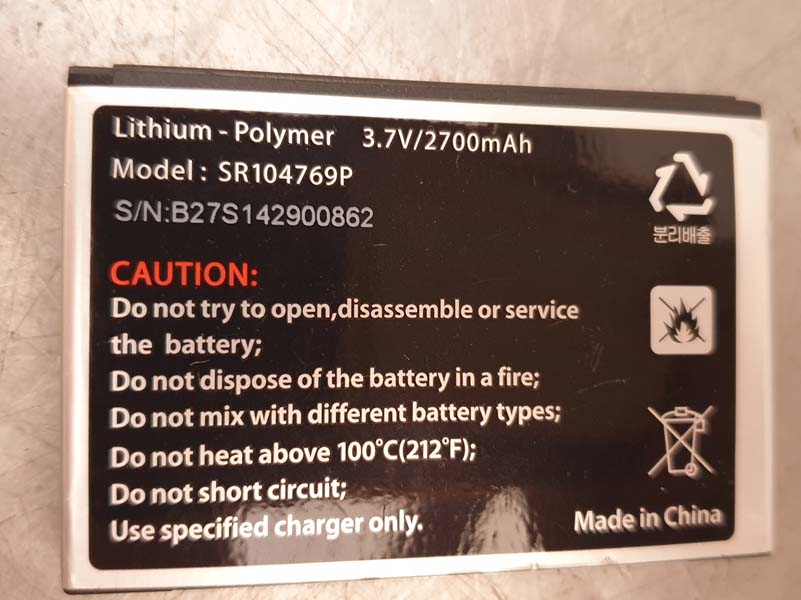 Lithium - Polymer 3.7V/2700mAh
Model : SR104769P
S/N:B27S142900862
분리배출
CAUTION:
Do not try to open,disassemble or service
the battery;
Do not dispose of the battery in a fire;
Do not mix with different battery types;
Do not heat above 100°C(212°F);
Do not short circuit;
Use specified charger only.
Made in China